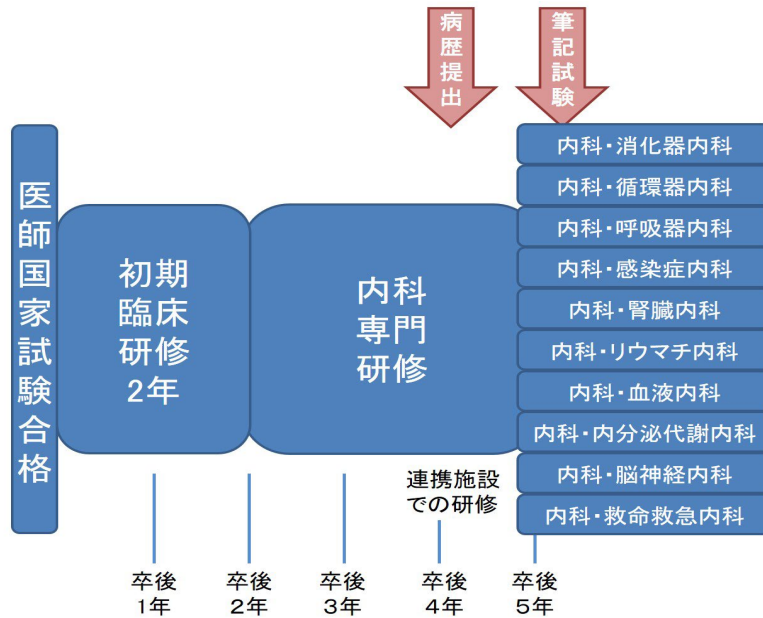 病歴提出
筆記試験
医師国家試験合格
初期
臨床
研修
2年
内科
専門
研修
内科・消化器内科
内科・循環器内科
内科・呼吸器内科
内科・感染症内科
内科・腎臓内科
内科・リウマチ内科
内科・血液内科
内科・内分泌代謝内科
内科・脳神経内科
内科・救命救急内科
連携施設
での研修
卒後
1年
卒後
2年
卒後
3年
卒後
4年
卒後
5年